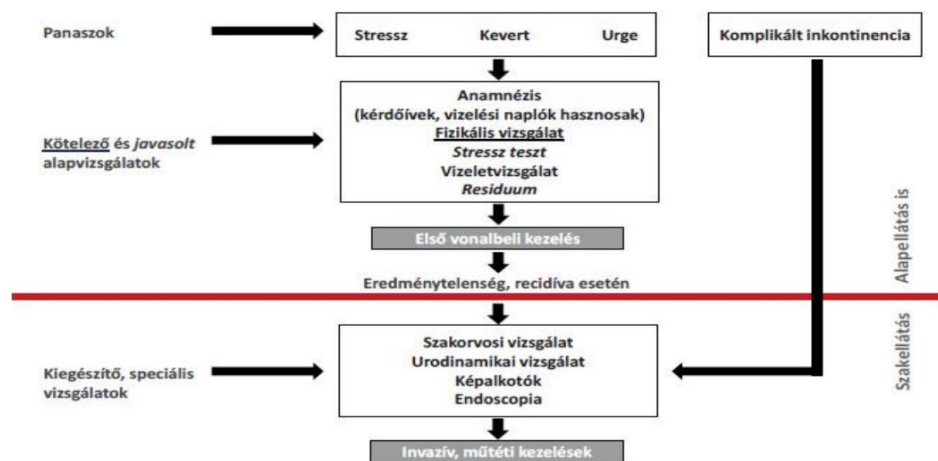 Panaszok
Stressz Kevert Urge
Komplikált inkontinencia
Kötelező és javasolt
alapvizsgálatok
Anamnézis
(kérdőívek, vizelési naplók hasznosak)
Fizikális vizsgálat
Stressz teszt
Vizeletvizsgálat
Residuum
Első vonalbeli kezelés
Eredménytelenség, recidíva esetén
Alapellátás is
Szakellátás
Kiegészítő, speciális
vizsgálatok
Szakorvosi vizsgálat
Urodinamikai vizsgálat
Képalkotók
Endoscopia
Invazív, műtéti kezelések